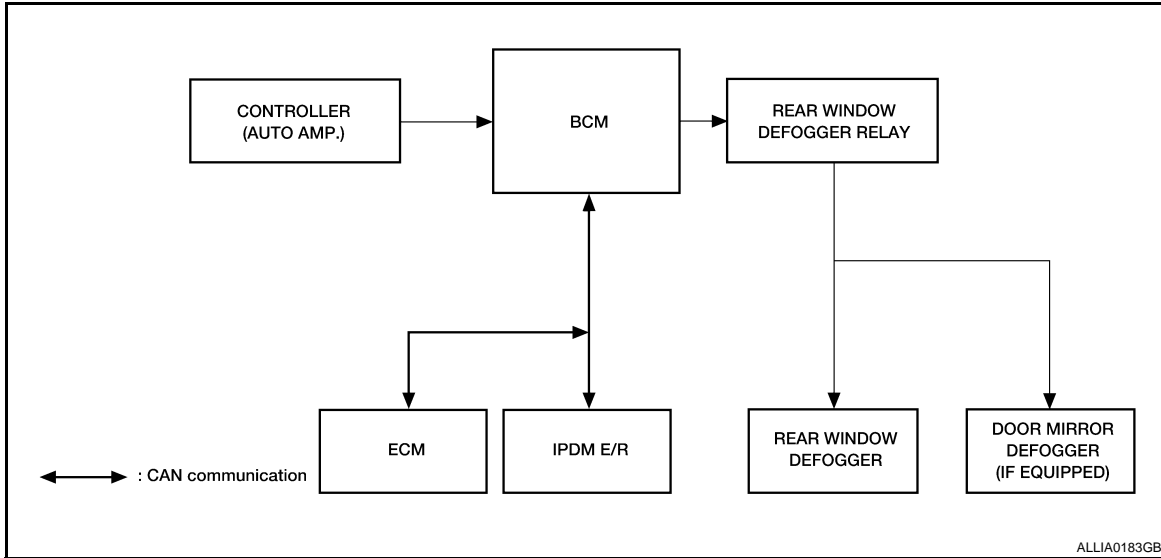 CONTROLLER
(AUTO AMP.)
BCM
REAR WINDOW
DEFOGGER RELAY
ECM
IPDM E/R
REAR WINDOW
DEFOGGER
DOOR MIRROR
DEFOGGER
(IF EQUIPPED)
: CAN communication
ALLIA0183GB